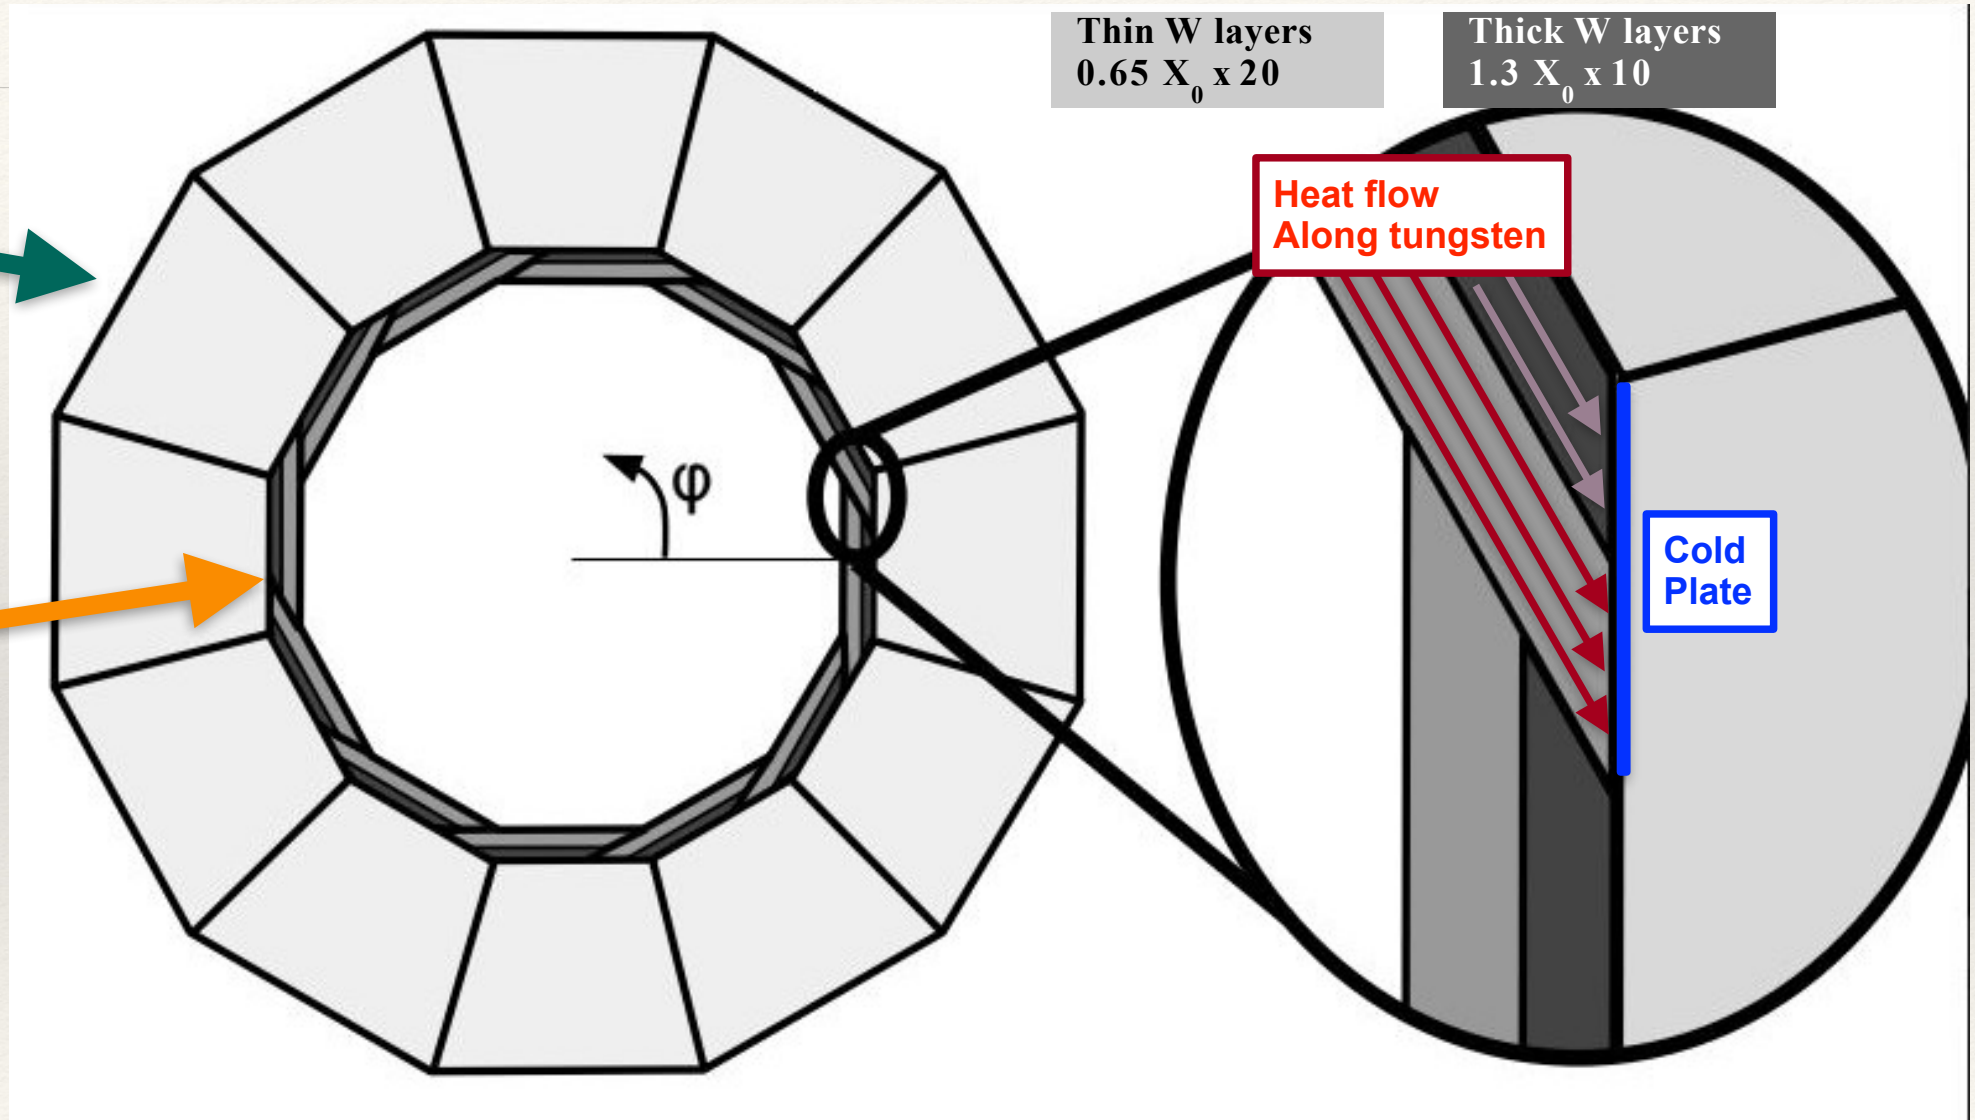 Thin W layers
0.65 X₀ x 20
Thick W layers
1.3 X₀ x 10
Heat flow
Along tungsten
φ
Cold
Plate